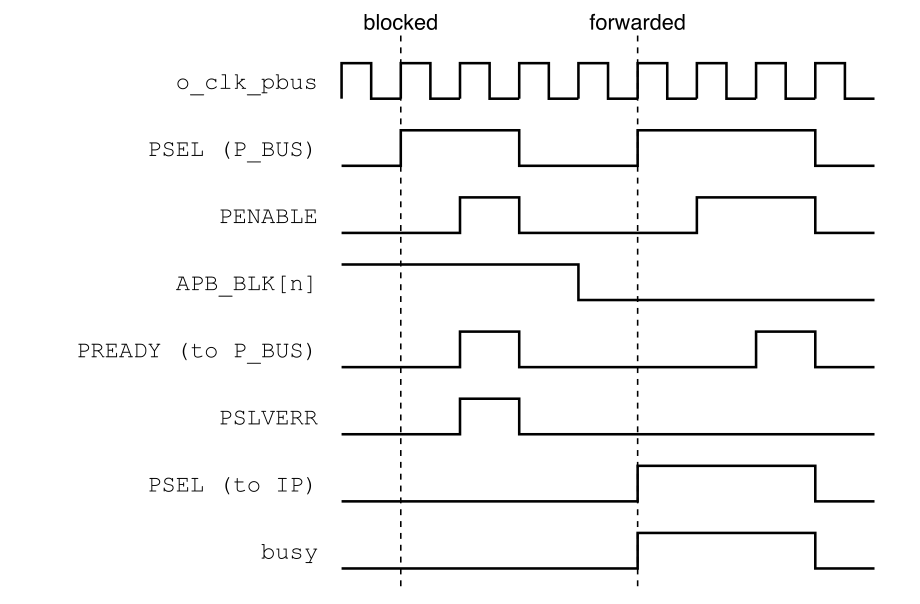 blocked forwarded
o_clk_pbus
PSEL (P_BUS)
PENABLE
APB_BLK[n]
PREADY (to P_BUS)
PSLVERR
PSEL (to IP)
busy